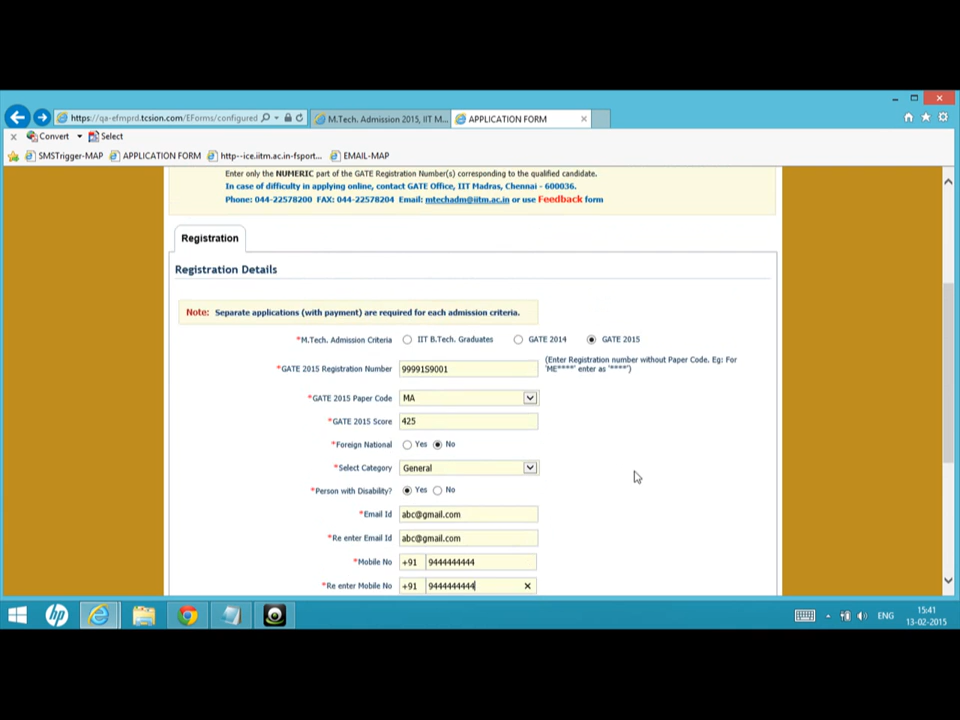 https://qa-efmprd.tcsion.com/EForms/configured
M.Tech. Admission 2015, IIT M...
APPLICATION FORM
Convert
Select
SMSTrigger-MAP
APPLICATION FORM
http--ice.iitm.ac.in-fsport...
EMAIL-MAP
Enter only the NUMERIC part of the GATE Registration Number(s) corresponding to the qualified candidate.
In case of difficulty in applying online, contact GATE Office, IIT Madras, Chennai - 600036.
Phone: 044-22578200 FAX: 044-22578204 Email: mtechadm@iitm.ac.in or use Feedback form
Registration
Registration Details
Note: Separate applications (with payment) are required for each admission criteria.
*M.Tech. Admission Criteria IIT B.Tech. Graduates GATE 2014 GATE 2015
*GATE 2015 Registration Number 99991S9001 (Enter Registration number without Paper Code. Eg: For
'ME****' enter as '****')
*GATE 2015 Paper Code MA
*GATE 2015 Score 425
*Foreign National Yes No
*Select Category General
*Person with Disability? Yes No
*Email Id abc@gmail.com
*Re enter Email Id abc@gmail.com
*Mobile No +91 9444444444
*Re enter Mobile No +91 9444444444
hp
ENG
15:41
13-02-2015